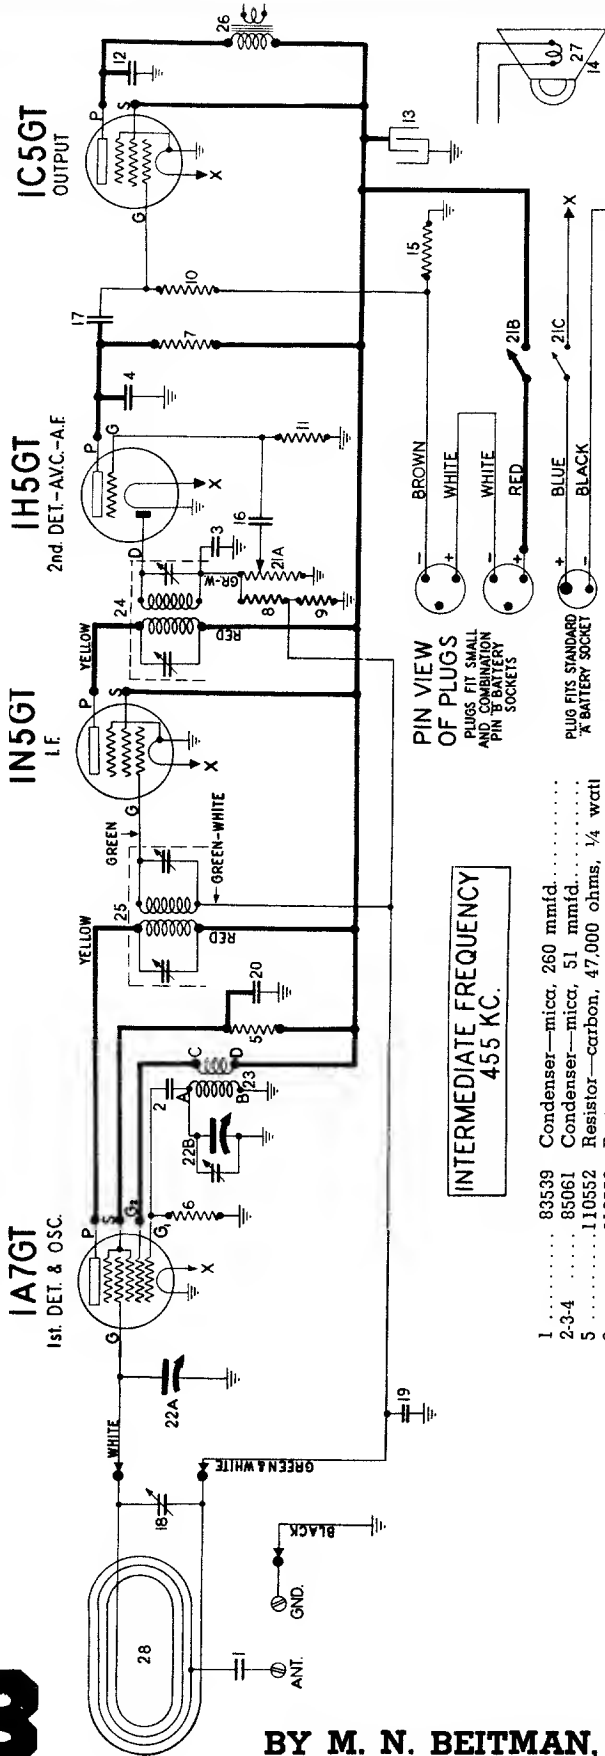 8
IA7GT
1st. DET. & OSC.
IN5GT
I.F.
IH5GT
2nd. DET.-A.V.C.-A.F.
IC5GT
OUTPUT
28
1
ANT.
GND.
BLACK
18
WHITE
GREEN & WHITE
22A
19
G
P
S
G2
G1
X
6
2
22B
A
B
23
C
D
5
20
YELLOW
25
RED
GREEN
GREEN-WHITE
G
P
S
X
YELLOW
24
RED
GR-W
D
3
8
9
21A
16
11
P
G
X
4
7
17
10
G
P
S
X
12
26
13
15
27
14
PIN VIEW
OF PLUGS
PLUGS FIT SMALL
AND COMBINATION
PIN "B" BATTERY
SOCKETS
BROWN
WHITE
WHITE
RED
21B
- +
- +
PLUG FITS STANDARD
"A" BATTERY SOCKET
BLUE
BLACK
21C
X
+ -
INTERMEDIATE FREQUENCY
455 KC.
1 .......... 83539 Condenser—mica, 260 mmfd...........
2-3-4 ..... 85061 Condenser—mica, 51 mmfd...........
5 ..........110552 Resistor—carbon, 47,000 ohms, 1/4 watt
BY M. N. BEITMAN.